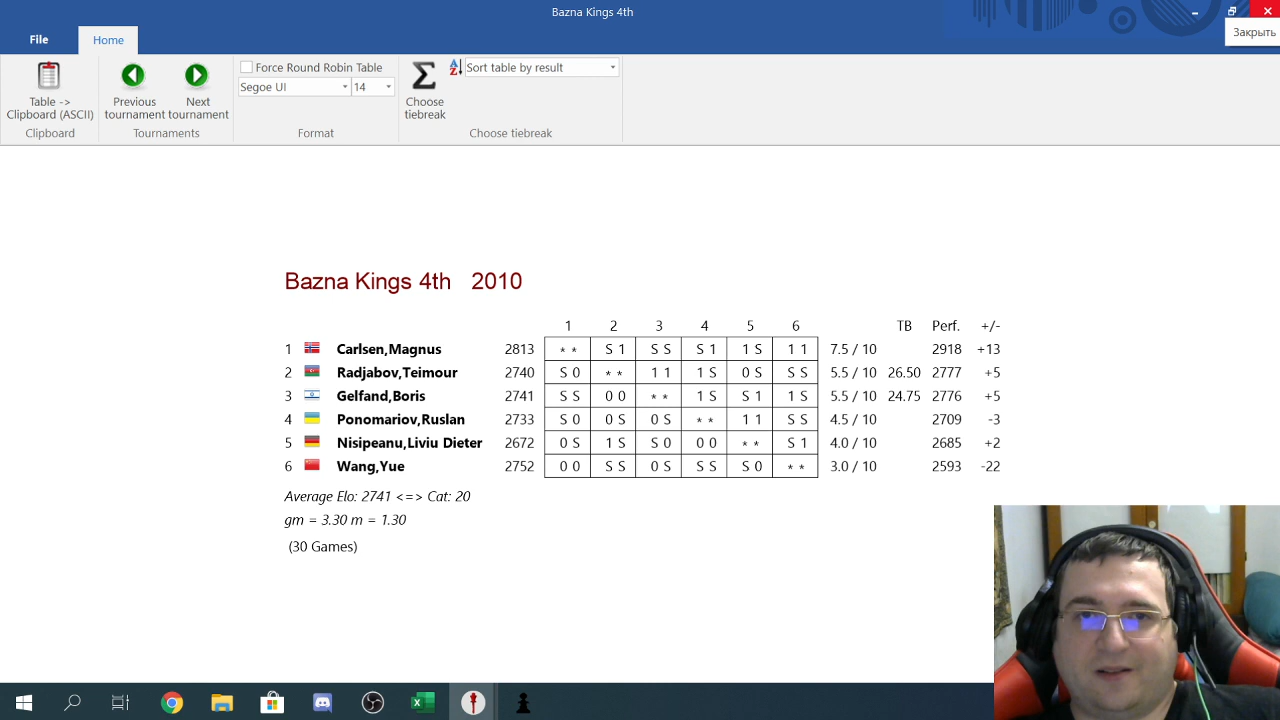 Bazna Kings 4th
Закрыть
File
Home
Table ->
Clipboard (ASCII)
Clipboard
Previous
tournament
Next
tournament
Tournaments
Force Round Robin Table
Segoe UI 14
Format
Choose
tiebreak
Sort table by result
Choose tiebreak
Bazna Kings 4th 2010
1 2 3 4 5 6 TB Perf. +/-
1 Carlsen,Magnus 2813 * * S 1 S S S 1 1 S 1 1 7.5 / 10 2918 +13
2 Radjabov,Teimour 2740 S 0 * * 1 1 1 S 0 S S S 5.5 / 10 26.50 2777 +5
3 Gelfand,Boris 2741 S S 0 0 * * 1 S S 1 1 S 5.5 / 10 24.75 2776 +5
4 Ponomariov,Ruslan 2733 S 0 0 S 0 S * * 1 1 S S 4.5 / 10 2709 -3
5 Nisipeanu,Liviu Dieter 2672 0 S 1 S S 0 0 0 * * S 1 4.0 / 10 2685 +2
6 Wang,Yue 2752 0 0 S S 0 S S S S 0 * * 3.0 / 10 2593 -22
Average Elo: 2741 <=> Cat: 20
gm = 3.30 m = 1.30
(30 Games)